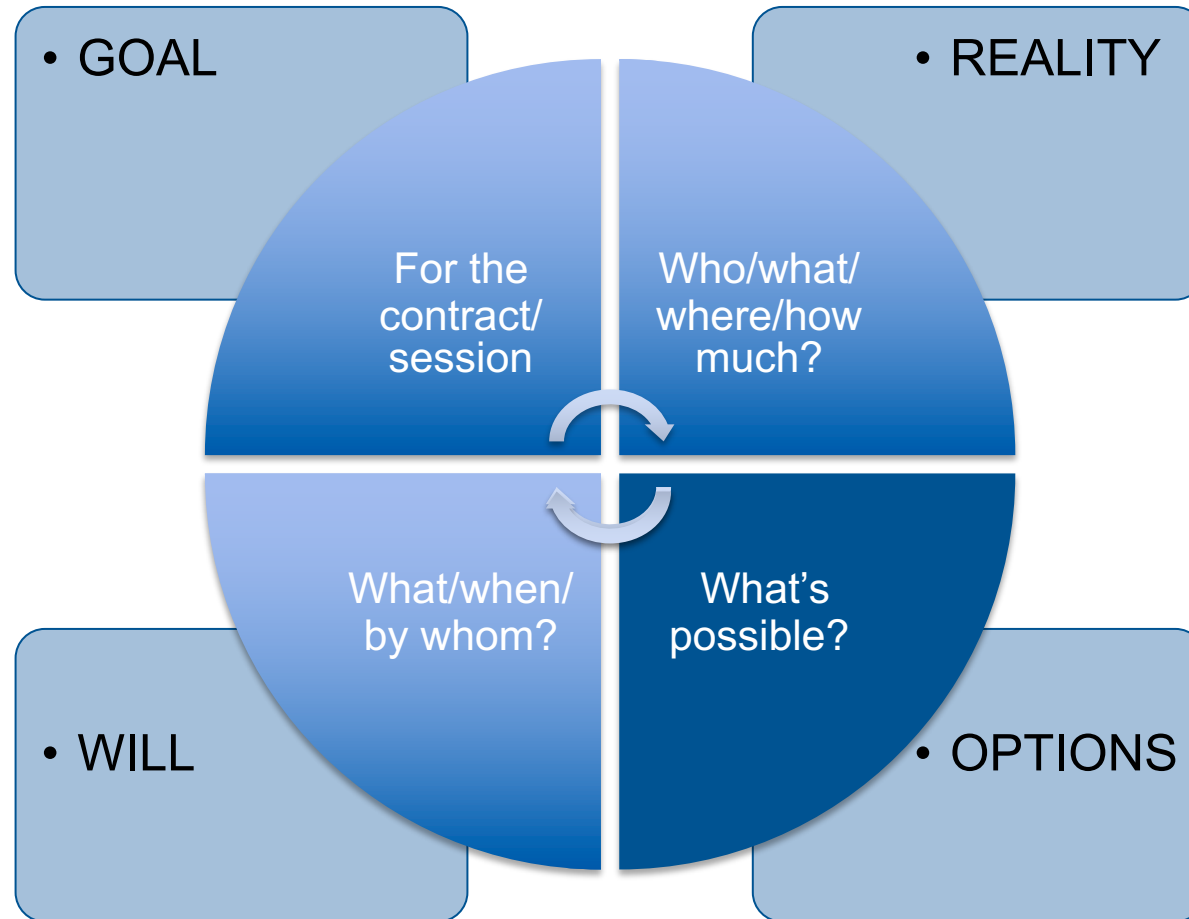 • GOAL
For the
contract/
session
• REALITY
Who/what/
where/how
much?
• WILL
What/when/
by whom?
• OPTIONS
What’s
possible?